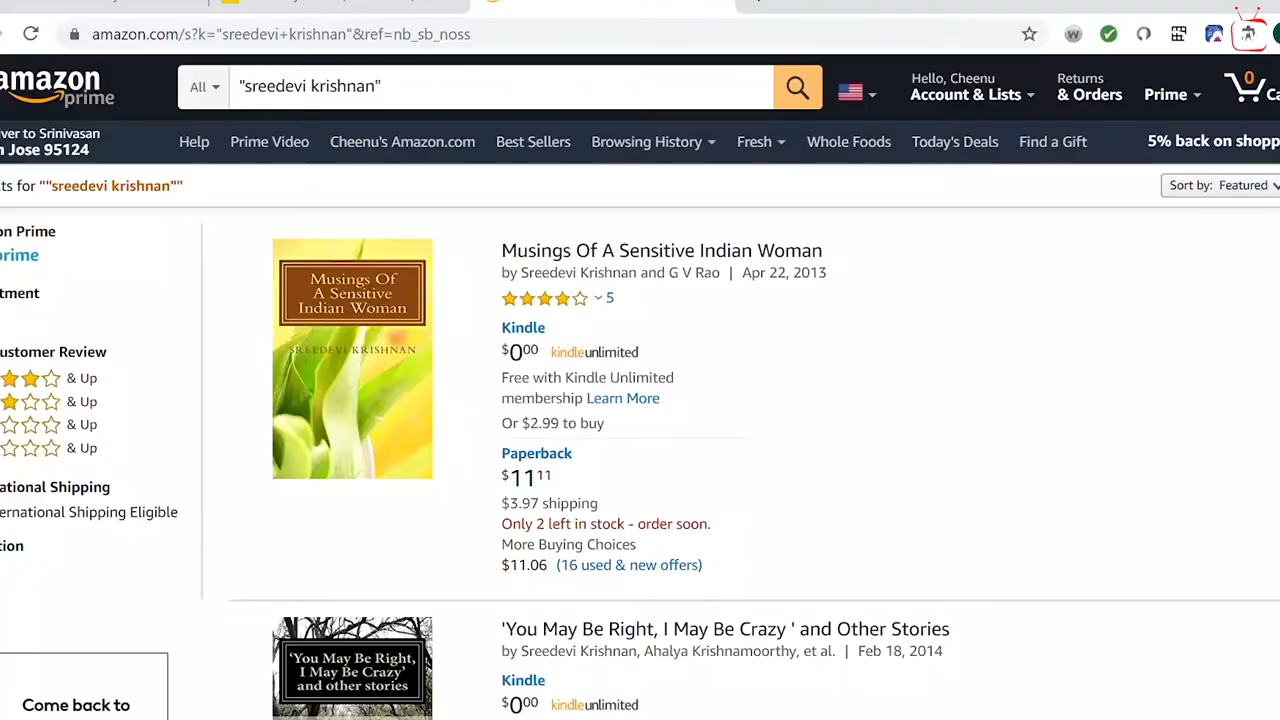 amazon.com/s?k="sreedevi+krishnan"&ref=nb_sb_noss
amazon
prime
All
"sreedevi krishnan"
Hello, Cheenu
Account & Lists
Returns
& Orders
Prime
0
Ca
iver to Srinivasan
n Jose 95124
Help
Prime Video
Cheenu's Amazon.com
Best Sellers
Browsing History
Fresh
Whole Foods
Today's Deals
Find a Gift
5% back on shopp
ts for ""sreedevi krishnan""
Sort by: Featured
on Prime
prime
tment
ustomer Review
& Up
& Up
& Up
& Up
ational Shipping
ernational Shipping Eligible
tion
Come back to
Musings Of
A Sensitive
Indian Woman
SREEDEVI KRISHNAN
Musings Of A Sensitive Indian Woman
by Sreedevi Krishnan and G V Rao | Apr 22, 2013
5
Kindle
$000 kindleunlimited
Free with Kindle Unlimited
membership Learn More
Or $2.99 to buy
Paperback
$1111
$3.97 shipping
Only 2 left in stock - order soon.
More Buying Choices
$11.06 (16 used & new offers)
'You May Be Right,
I May Be Crazy'
and other stories
'You May Be Right, I May Be Crazy ' and Other Stories
by Sreedevi Krishnan, Ahalya Krishnamoorthy, et al. | Feb 18, 2014
Kindle
$000 kindleunlimited